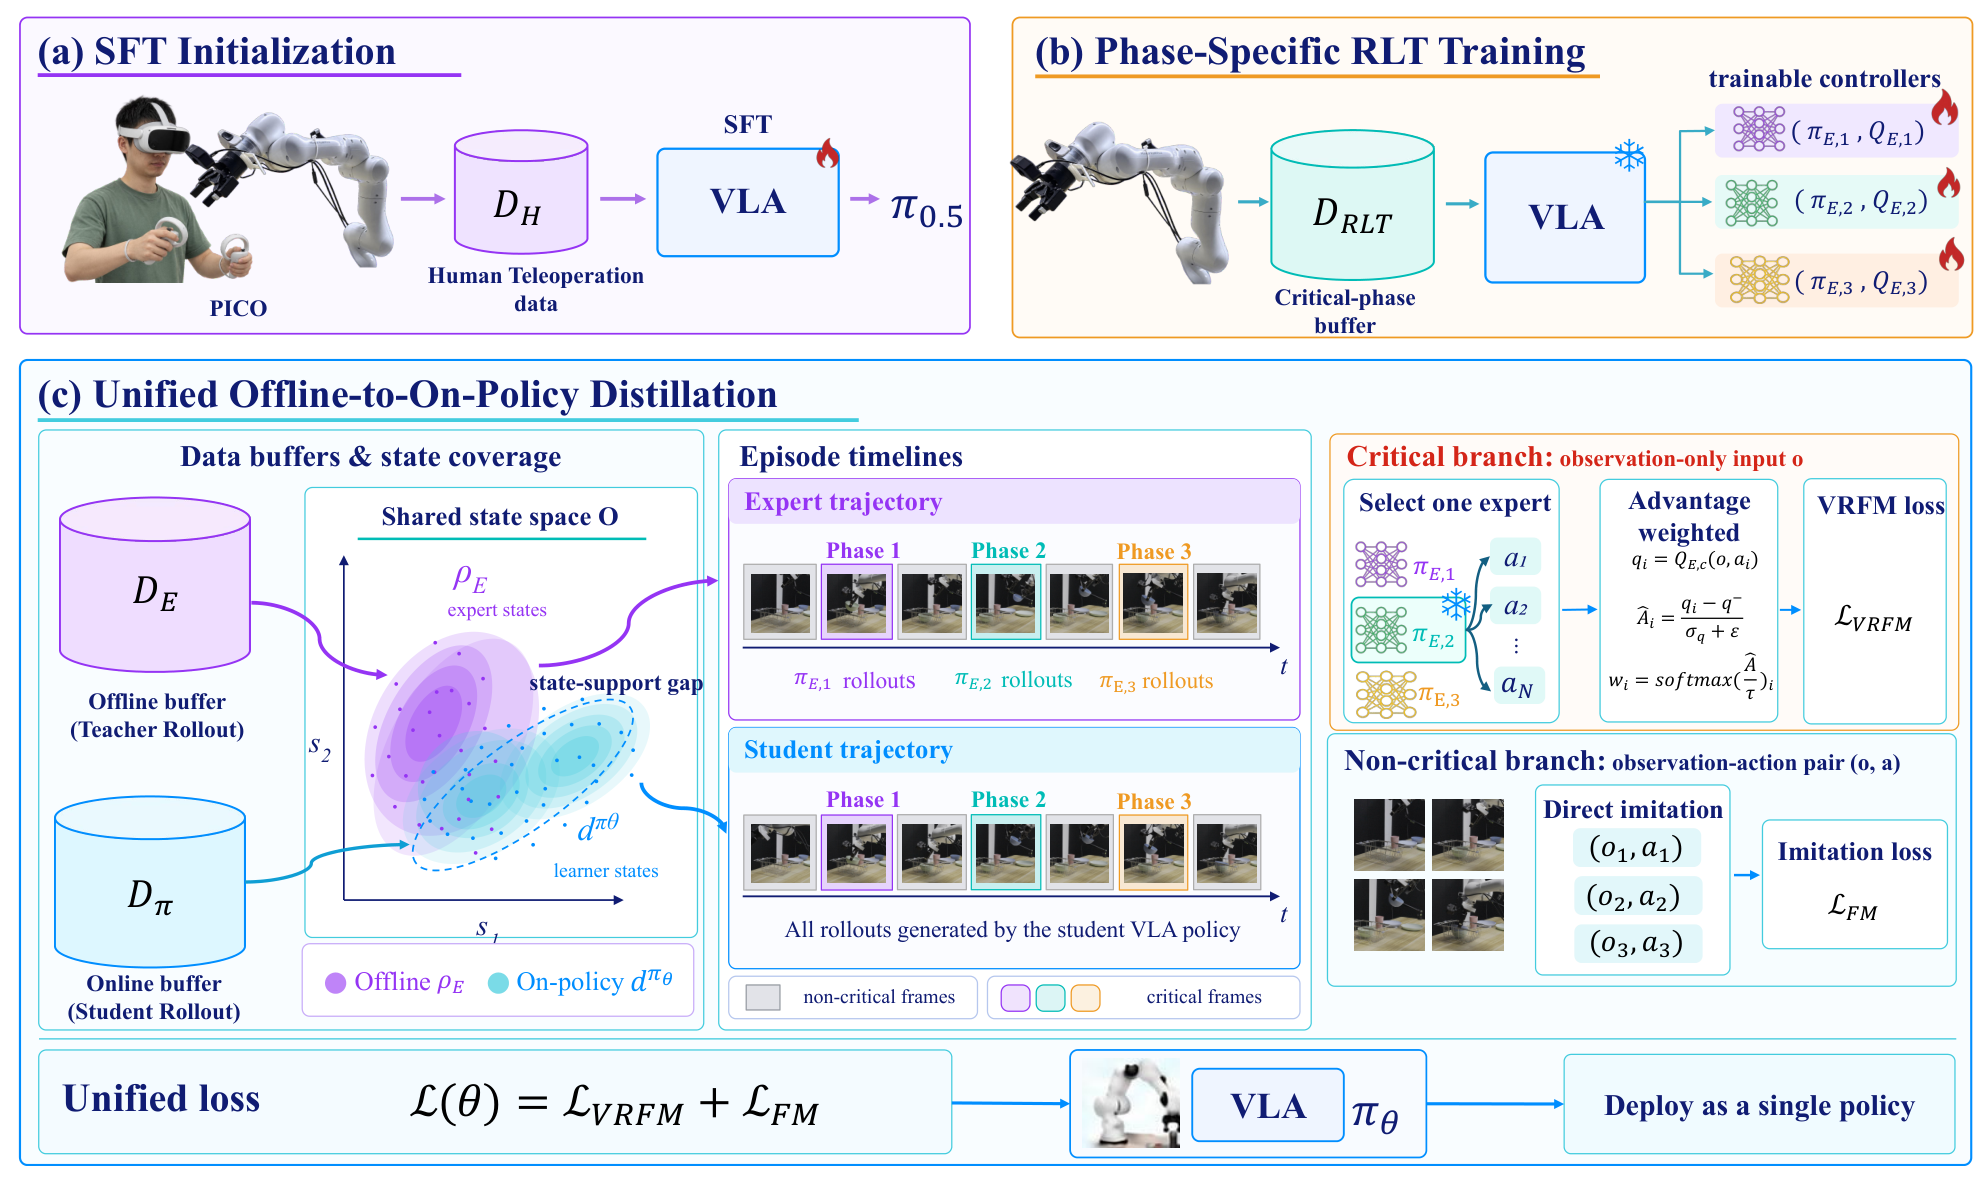 (a) SFT Initialization
SFT
D_H
VLA
π_0.5
Human Teleoperation
data
PICO
(b) Phase-Specific RLT Training
trainable controllers
D_RLT
VLA
( π_E,1 , Q_E,1)
( π_E,2 , Q_E,2)
( π_E,3 , Q_E,3)
Critical-phase
buffer
(c) Unified Offline-to-On-Policy Distillation
Data buffers & state coverage
D_E
Offline buffer
(Teacher Rollout)
D_π
Online buffer
(Student Rollout)
Shared state space O
ρ_E
expert states
state-support gap
s_2
d^πθ
learner states
s_1
Offline ρ_E
On-policy d^π_θ
Episode timelines
Expert trajectory
Phase 1
Phase 2
Phase 3
t
π_E,1 rollouts
π_E,2 rollouts
π_E,3 rollouts
Student trajectory
Phase 1
Phase 2
Phase 3
t
All rollouts generated by the student VLA policy
non-critical frames
critical frames
Critical branch: observation-only input o
Select one expert
π_E,1
π_E,2
π_E,3
a_1
a_2
⋮
a_N
Advantage
weighted
q_i = Q_E,c(o, a_i)
Â_i = (q_i − q^−) / (σ_q + ε)
w_i = softmax(Â/τ)_i
VRFM loss
ℒ_VRFM
Non-critical branch: observation-action pair (o, a)
Direct imitation
(o_1, a_1)
(o_2, a_2)
(o_3, a_3)
Imitation loss
ℒ_FM
Unified loss
ℒ(θ) = ℒ_VRFM + ℒ_FM
VLA
π_θ
Deploy as a single policy